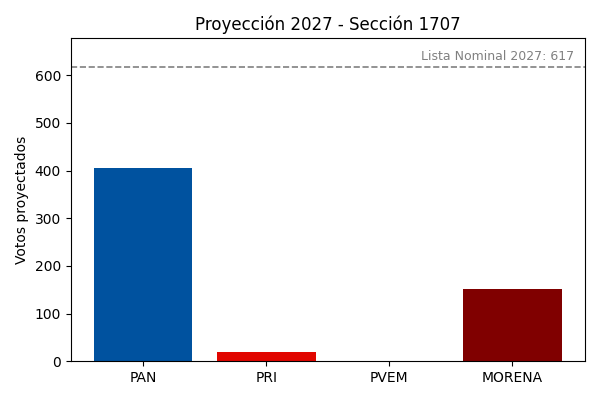 Proyección 2027 - Sección 1707
Lista Nominal 2027: 617
Votos proyectados
600
500
400
300
200
100
0
PAN PRI PVEM MORENA